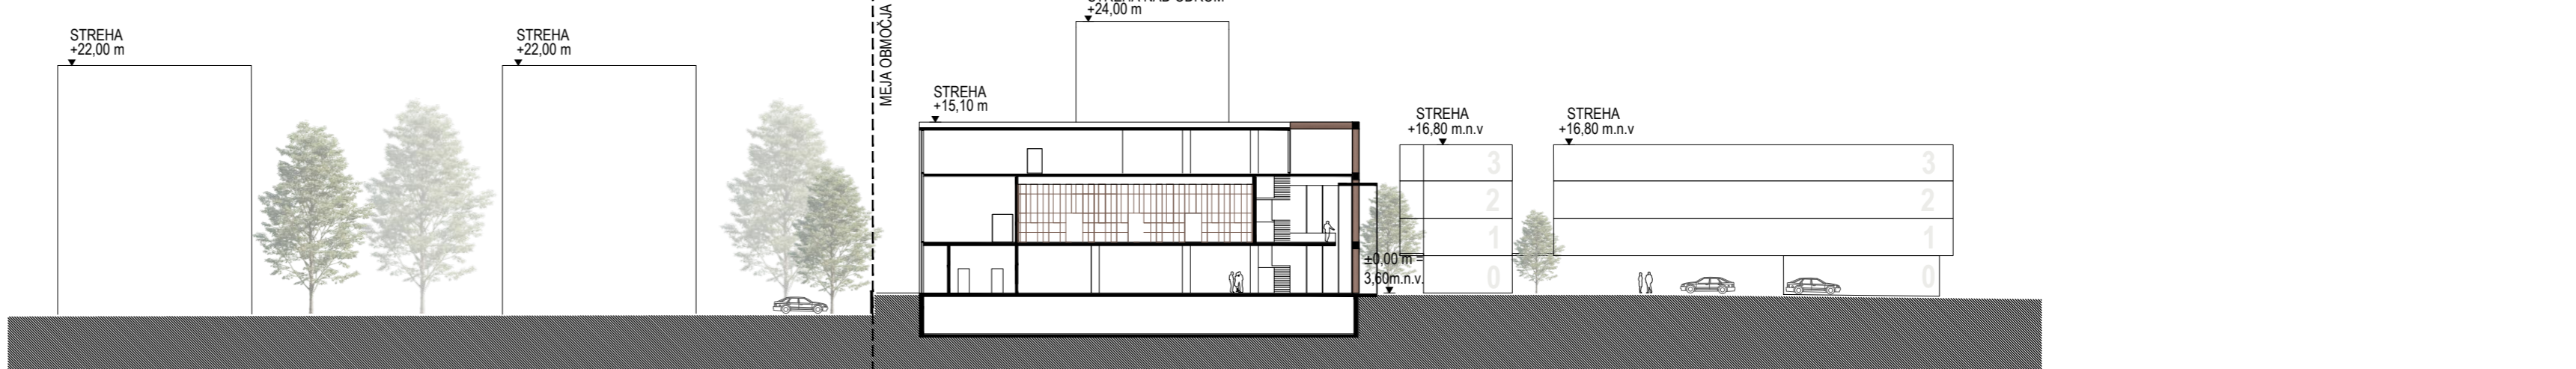 STREHA
+22,00 m
STREHA
+22,00 m
MEJA OBMOČJA
+24,00 m
STREHA
+15,10 m
STREHA
+16,80 m.n.v
STREHA
+16,80 m.n.v
3
2
1
0
3
2
1
0
±0,00 m =
3,60m.n.v.